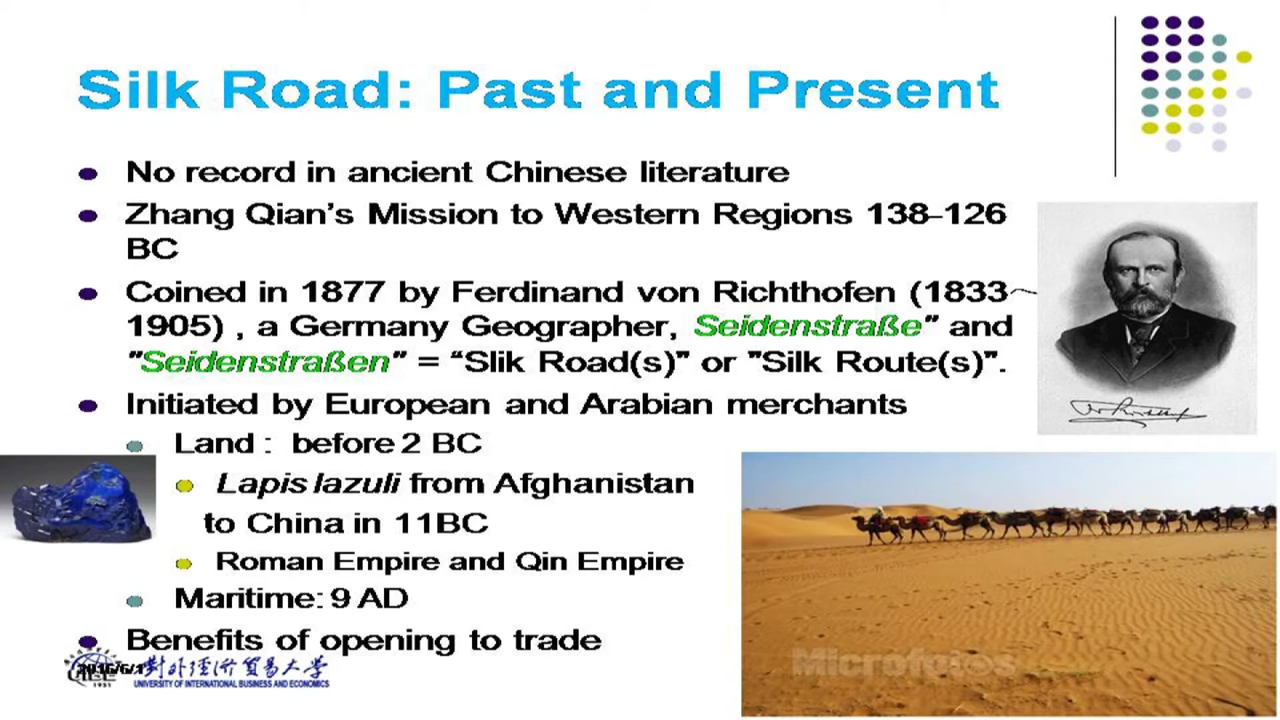 Silk Road: Past and Present
No record in ancient Chinese literature
Zhang Qian's Mission to Western Regions 138–126
BC
Coined in 1877 by Ferdinand von Richthofen (1833~
1905) , a Germany Geographer, Seidenstraße" and
"Seidenstraßen" = “Slik Road(s)" or "Silk Route(s)".
Initiated by European and Arabian merchants
Land : before 2 BC
Lapis lazuli from Afghanistan
to China in 11BC
Roman Empire and Qin Empire
Maritime: 9 AD
Benefits of opening to trade
对外经济贸易大学
UNIVERSITY OF INTERNATIONAL BUSINESS AND ECONOMICS
1951